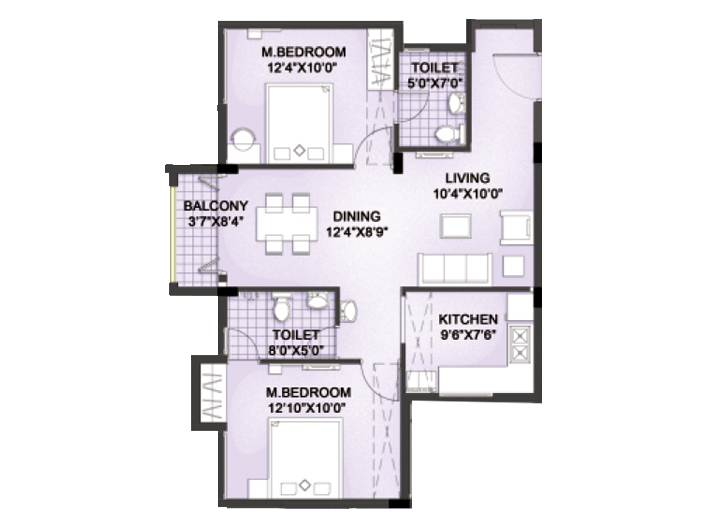 M.BEDROOM
12'4"X10'0"
TOILET
5'0"X7'0"
LIVING
10'4"X10'0"
BALCONY
3'7"X8'4"
DINING
12'4"X8'9"
TOILET
8'0"X5'0"
KITCHEN
9'6"X7'6"
M.BEDROOM
12'10"X10'0"